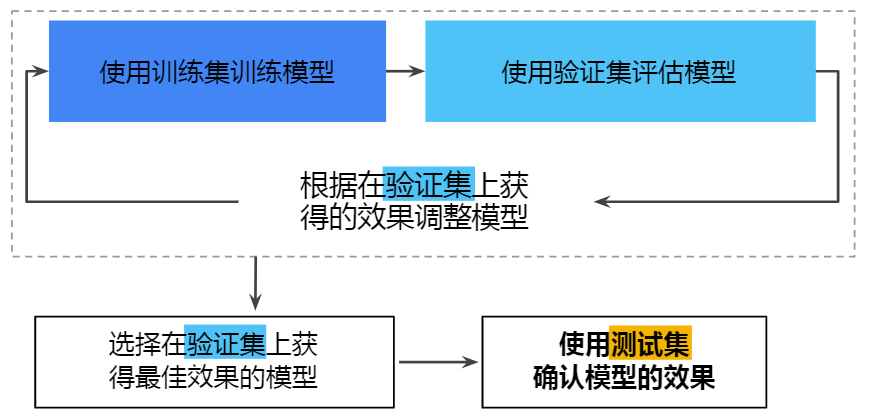 使用训练集训练模型
使用验证集评估模型
根据在验证集上获
得的效果调整模型
选择在验证集上获
得最佳效果的模型
使用测试集
确认模型的效果